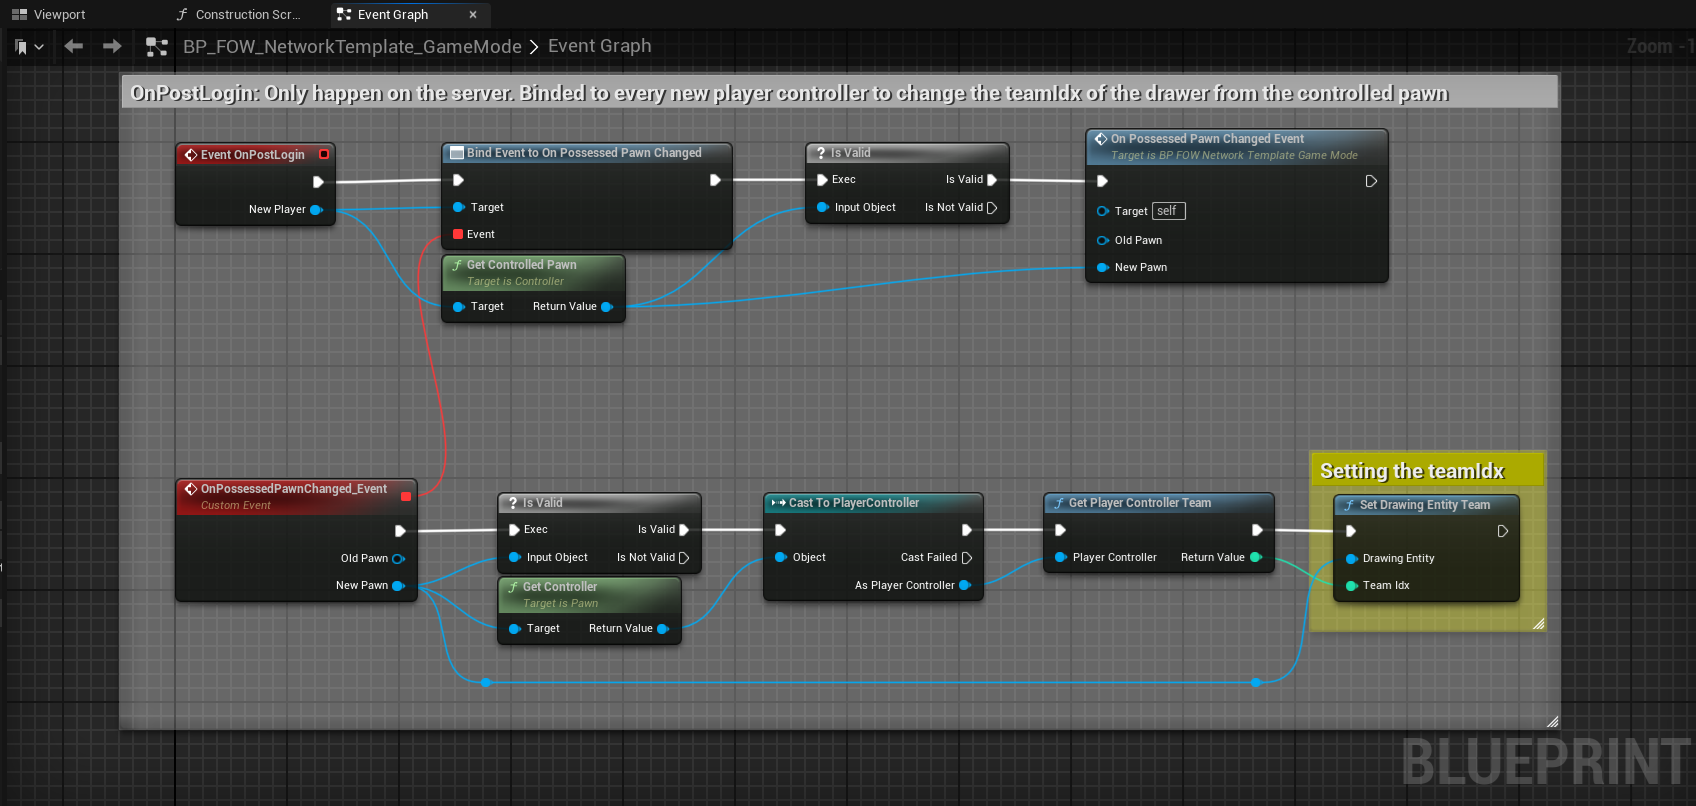 Viewport
Construction Scr...
Event Graph
BP_FOW_NetworkTemplate_GameMode > Event Graph
Zoom -1
OnPostLogin: Only happen on the server. Binded to every new player controller to change the teamIdx of the drawer from the controlled pawn
Event OnPostLogin
New Player
Bind Event to On Possessed Pawn Changed
Target
Event
Get Controlled Pawn
Target is Controller
Target
Return Value
? Is Valid
Exec
Is Valid
Input Object
Is Not Valid
On Possessed Pawn Changed Event
Target is BP FOW Network Template Game Mode
Target self
Old Pawn
New Pawn
OnPossessedPawnChanged_Event
Custom Event
Old Pawn
New Pawn
? Is Valid
Exec
Is Valid
Input Object
Is Not Valid
Get Controller
Target is Pawn
Target
Return Value
Cast To PlayerController
Object
Cast Failed
As Player Controller
Get Player Controller Team
Player Controller
Return Value
Setting the teamIdx
Set Drawing Entity Team
Drawing Entity
Team Idx
BLUEPRINT